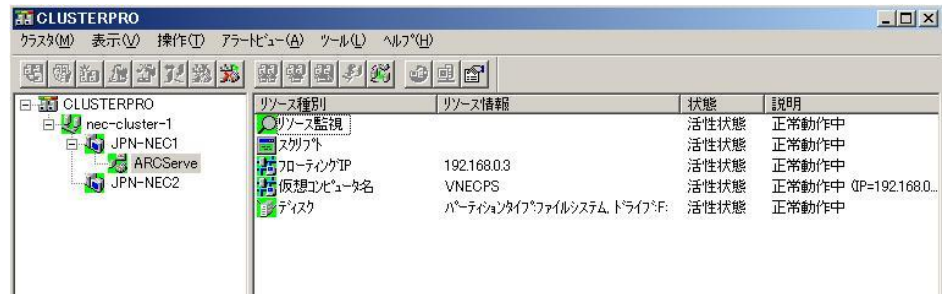 CLUSTERPRO
クラスタ(M) 表示(V) 操作(T) アラートビュー(A) ツール(L) ヘルプ(H)
CLUSTERPRO
nec-cluster-1
JPN-NEC1
ARCServe
JPN-NEC2
リソース種別 リソース情報 状態 説明
リソース監視 活性状態 正常動作中
スクリプト 活性状態 正常動作中
フローティングIP 192.168.0.3 活性状態 正常動作中
仮想コンピュータ名 VNECPS 活性状態 正常動作中 (IP=192.168.0...
ディスク パーティションタイプ:ファイルシステム, ドライブ:F: 活性状態 正常動作中